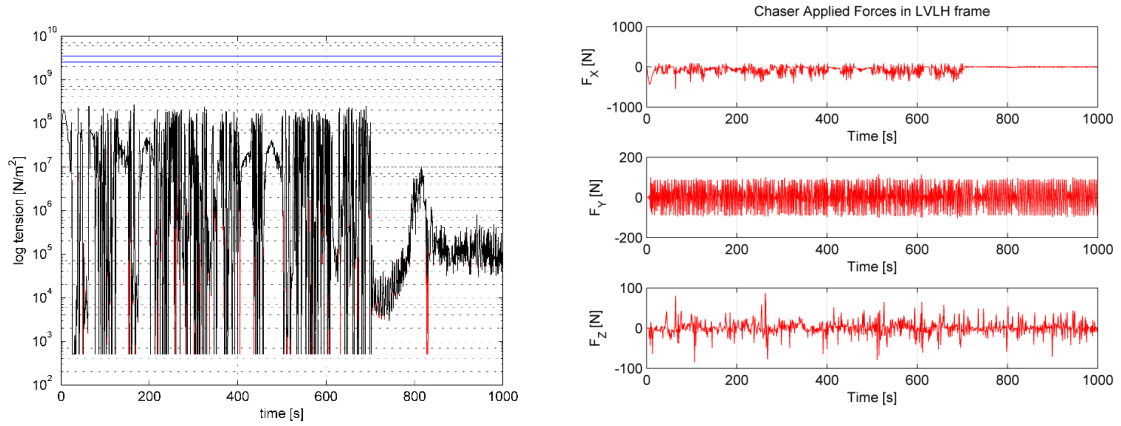 10^10
10^9
10^8
10^7
10^6
10^5
10^4
10^3
10^2
log tension [N/m^2]
0 200 400 600 800 1000
time [s]
Chaser Applied Forces in LVLH frame
1000
0
-1000
F_X [N]
0 200 400 600 800 1000
Time [s]
200
0
-200
F_Y [N]
0 200 400 600 800 1000
Time [s]
100
0
-100
F_Z [N]
0 200 400 600 800 1000
Time [s]